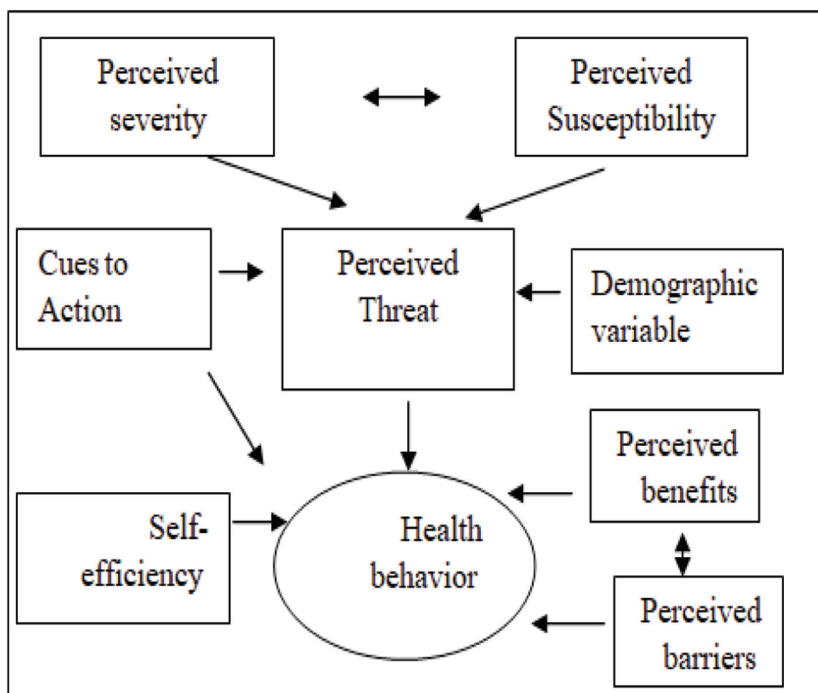 Perceived
severity
Perceived
Susceptibility
Cues to
Action
Perceived
Threat
Demographic
variable
Perceived
benefits
Self-
efficiency
Health
behavior
Perceived
barriers